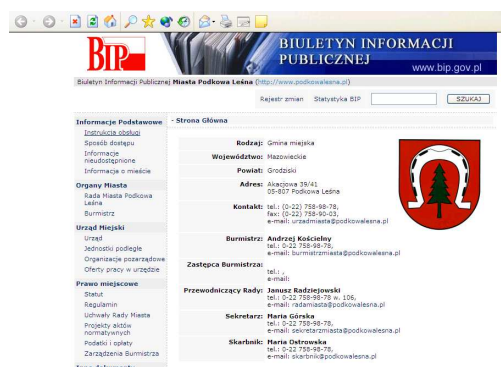 BIP
BIULETYN INFORMACJI
PUBLICZNEJ
www.bip.gov.pl
Biuletyn Informacji Publicznej Miasta Podkowa Leśna (http://www.podkowalesna.pl)
Rejestr zmian Statystyka BIP SZUKAJ
Informacje Podstawowe
Instrukcja obsługi
Sposób dostępu
Informacje
nieudostępnione
Informacja o mieście
Organy Miasta
Rada Miasta Podkowa
Leśna
Burmistrz
Urząd Miejski
Urząd
Jednostki podległe
Organizacje pozarządowe
Oferty pracy w urzędzie
Prawo miejscowe
Statut
Regulamin
Uchwały Rady Miasta
Projekty aktów
normatywnych
Podatki i opłaty
Zarządzenia Burmistrza
- Strona Główna
Rodzaj: Gmina miejska
Województwo: Mazowieckie
Powiat: Grodziski
Adres: Akacjowa 39/41
05-807 Podkowa Leśna
Kontakt: tel.: (0-22) 758-98-78,
fax: (0-22) 758-90-03,
e-mail: urzadmiasta@podkowalesna.pl
Burmistrz: Andrzej Kościelny
tel.: 0-22 758-98-78,
e-mail: burmistrzmiasta@podkowalesna.pl
Zastępca Burmistrza:
tel.: ,
e-mail:
Przewodniczący Rady: Janusz Radziejowski
tel.: 0-22 758-98-78 w. 106,
e-mail: radamiasta@podkowalesna.pl
Sekretarz: Maria Górska
tel.: 0-22 758-98-78,
e-mail: sekretarzmiasta@podkowalesna.pl
Skarbnik: Maria Ostrowska
tel.: 0-22 758-98-78,
e-mail: skarbnik@podkowalesna.pl